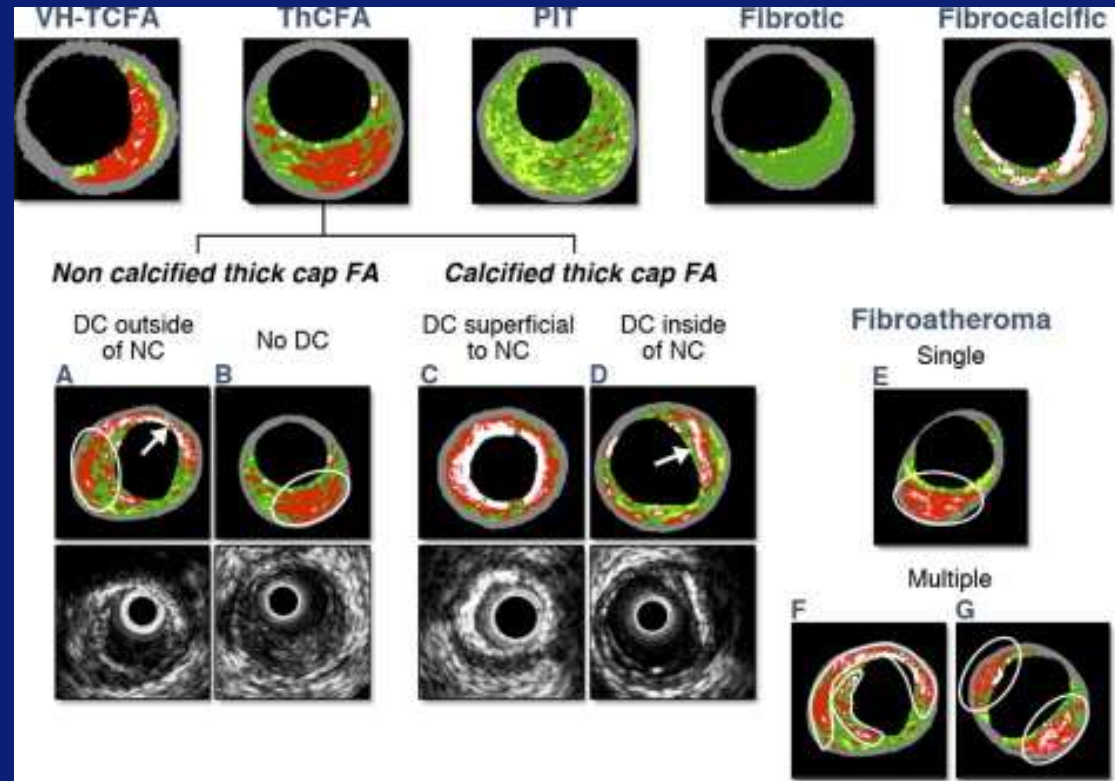 VH-TCFA ThCFA PIT Fibrotic Fibrocalcific
Non calcified thick cap FA Calcified thick cap FA
DC outside of NC
No DC
DC superficial to NC
DC inside of NC
Fibroatheroma
Single
A B C D E
Multiple
F G